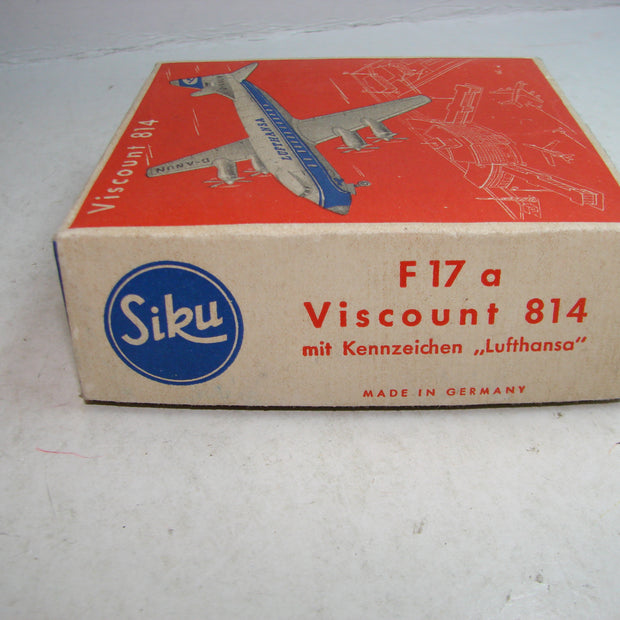 Viscount 814
LUFTHANSA
D-ANUN
Siku
F 17 a
Viscount 814
mit Kennzeichen „Lufthansa"
MADE IN GERMANY